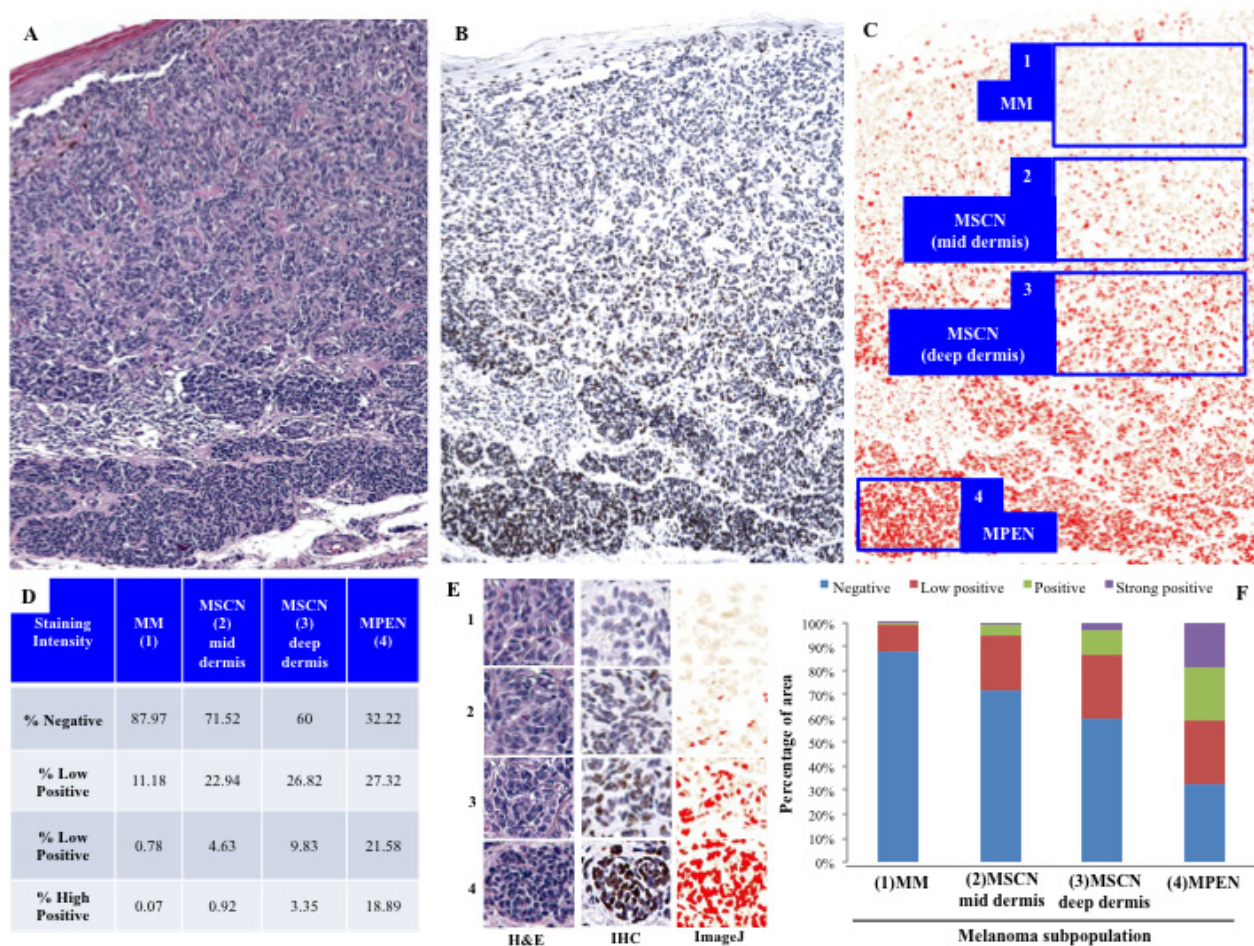 A
B
C
1
MM
2
MSCN
(mid dermis)
3
MSCN
(deep dermis)
4
MPEN
D
Staining
Intensity
MM
(1)
MSCN
(2)
mid
dermis
MSCN
(3)
deep
dermis
MPEN
(4)
% Negative
87.97
71.52
60
32.22
% Low
Positive
11.18
22.94
26.82
27.32
% Low
Positive
0.78
4.63
9.83
21.58
% High
Positive
0.07
0.92
3.35
18.89
E
1
2
3
4
H&E
IHC
ImageJ
F
Negative
Low positive
Positive
Strong positive
Percentage of area
100%
90%
80%
70%
60%
50%
40%
30%
20%
10%
0%
(1)MM
(2)MSCN
mid dermis
(3)MSCN
deep dermis
(4)MPEN
Melanoma subpopulation